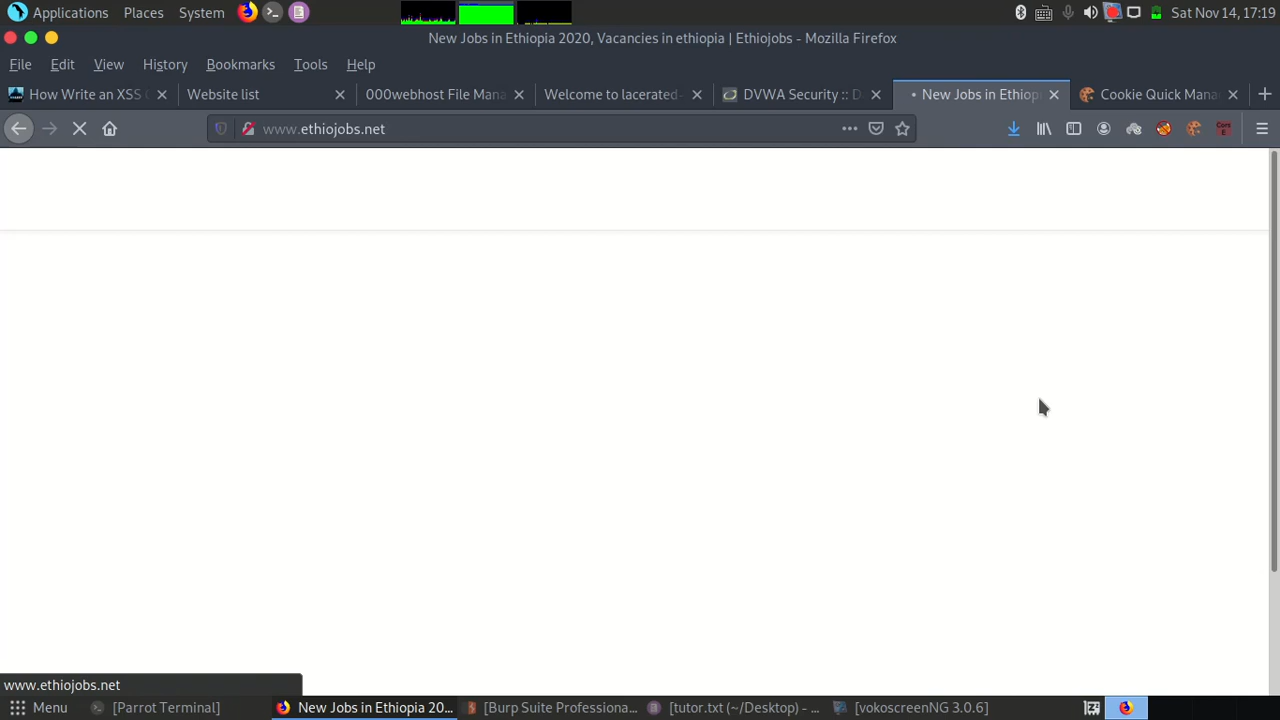 Applications Places System Sat Nov 14, 17:19
New Jobs in Ethiopia 2020, Vacancies in ethiopia | Ethiojobs - Mozilla Firefox
File Edit View History Bookmarks Tools Help
How Write an XSS C Website list 000webhost File Mana Welcome to lacerated- DVWA Security :: D New Jobs in Ethiop Cookie Quick Mana
www.ethiojobs.net
www.ethiojobs.net
Menu [Parrot Terminal] New Jobs in Ethiopia 20... [Burp Suite Professiona... [tutor.txt (~/Desktop) - ... [vokoscreenNG 3.0.6]